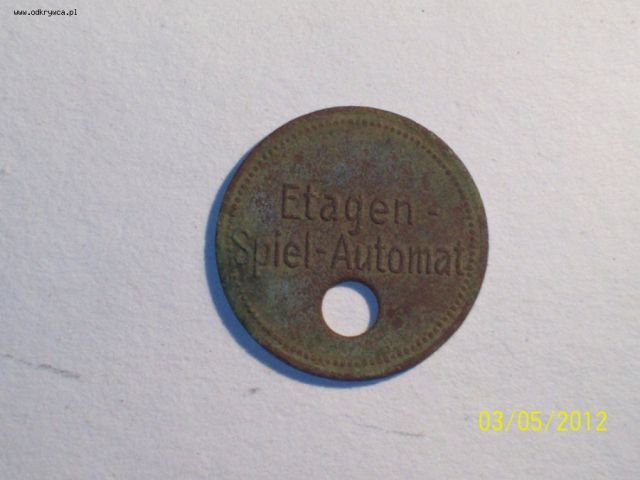 www.odkrywca.pl
Etagen -
Spiel-Automat
03/05/2012